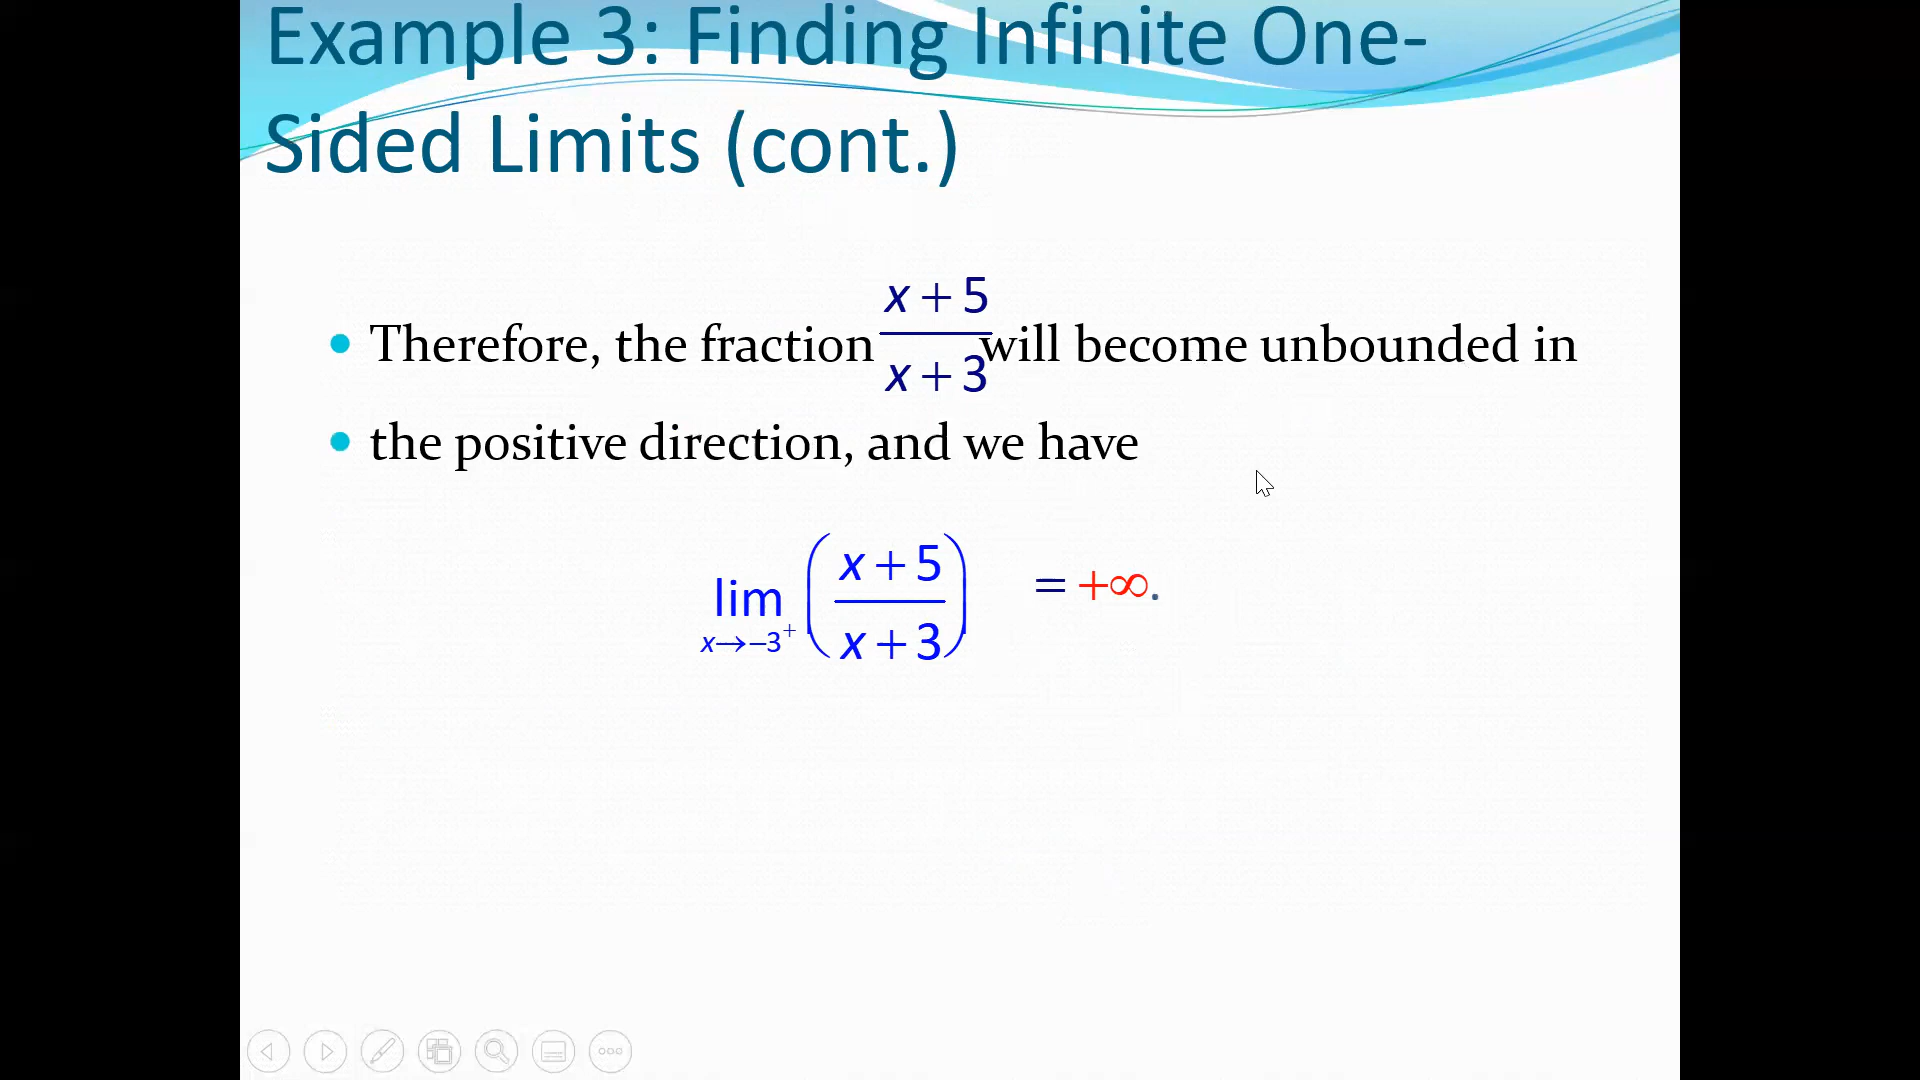 Example 3: Finding Infinite One-
Sided Limits (cont.)
Therefore, the fraction (x + 5)/(x + 3) will become unbounded in
the positive direction, and we have
lim x→−3⁺ ((x + 5)/(x + 3)) = +∞.